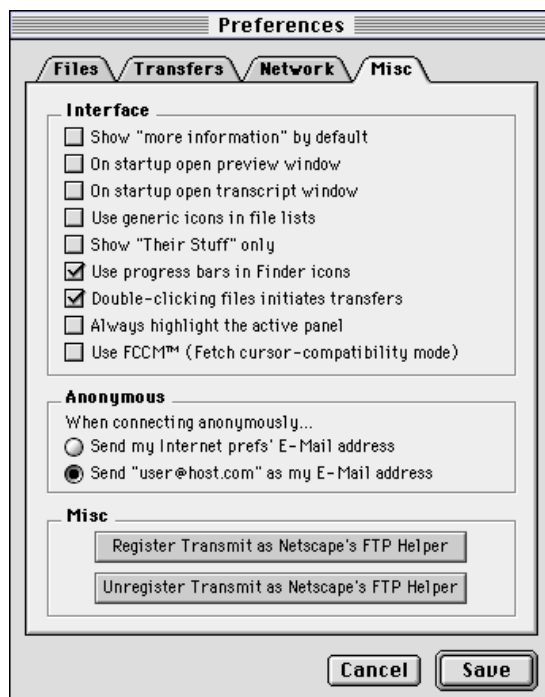 Preferences
Files Transfers Network Misc
Interface
Show "more information" by default
On startup open preview window
On startup open transcript window
Use generic icons in file lists
Show "Their Stuff" only
Use progress bars in Finder icons
Double-clicking files initiates transfers
Always highlight the active panel
Use FCCM™ (Fetch cursor-compatibility mode)
Anonymous
When connecting anonymously...
Send my Internet prefs' E-Mail address
Send "user@host.com" as my E-Mail address
Misc
Register Transmit as Netscape's FTP Helper
Unregister Transmit as Netscape's FTP Helper
Cancel Save